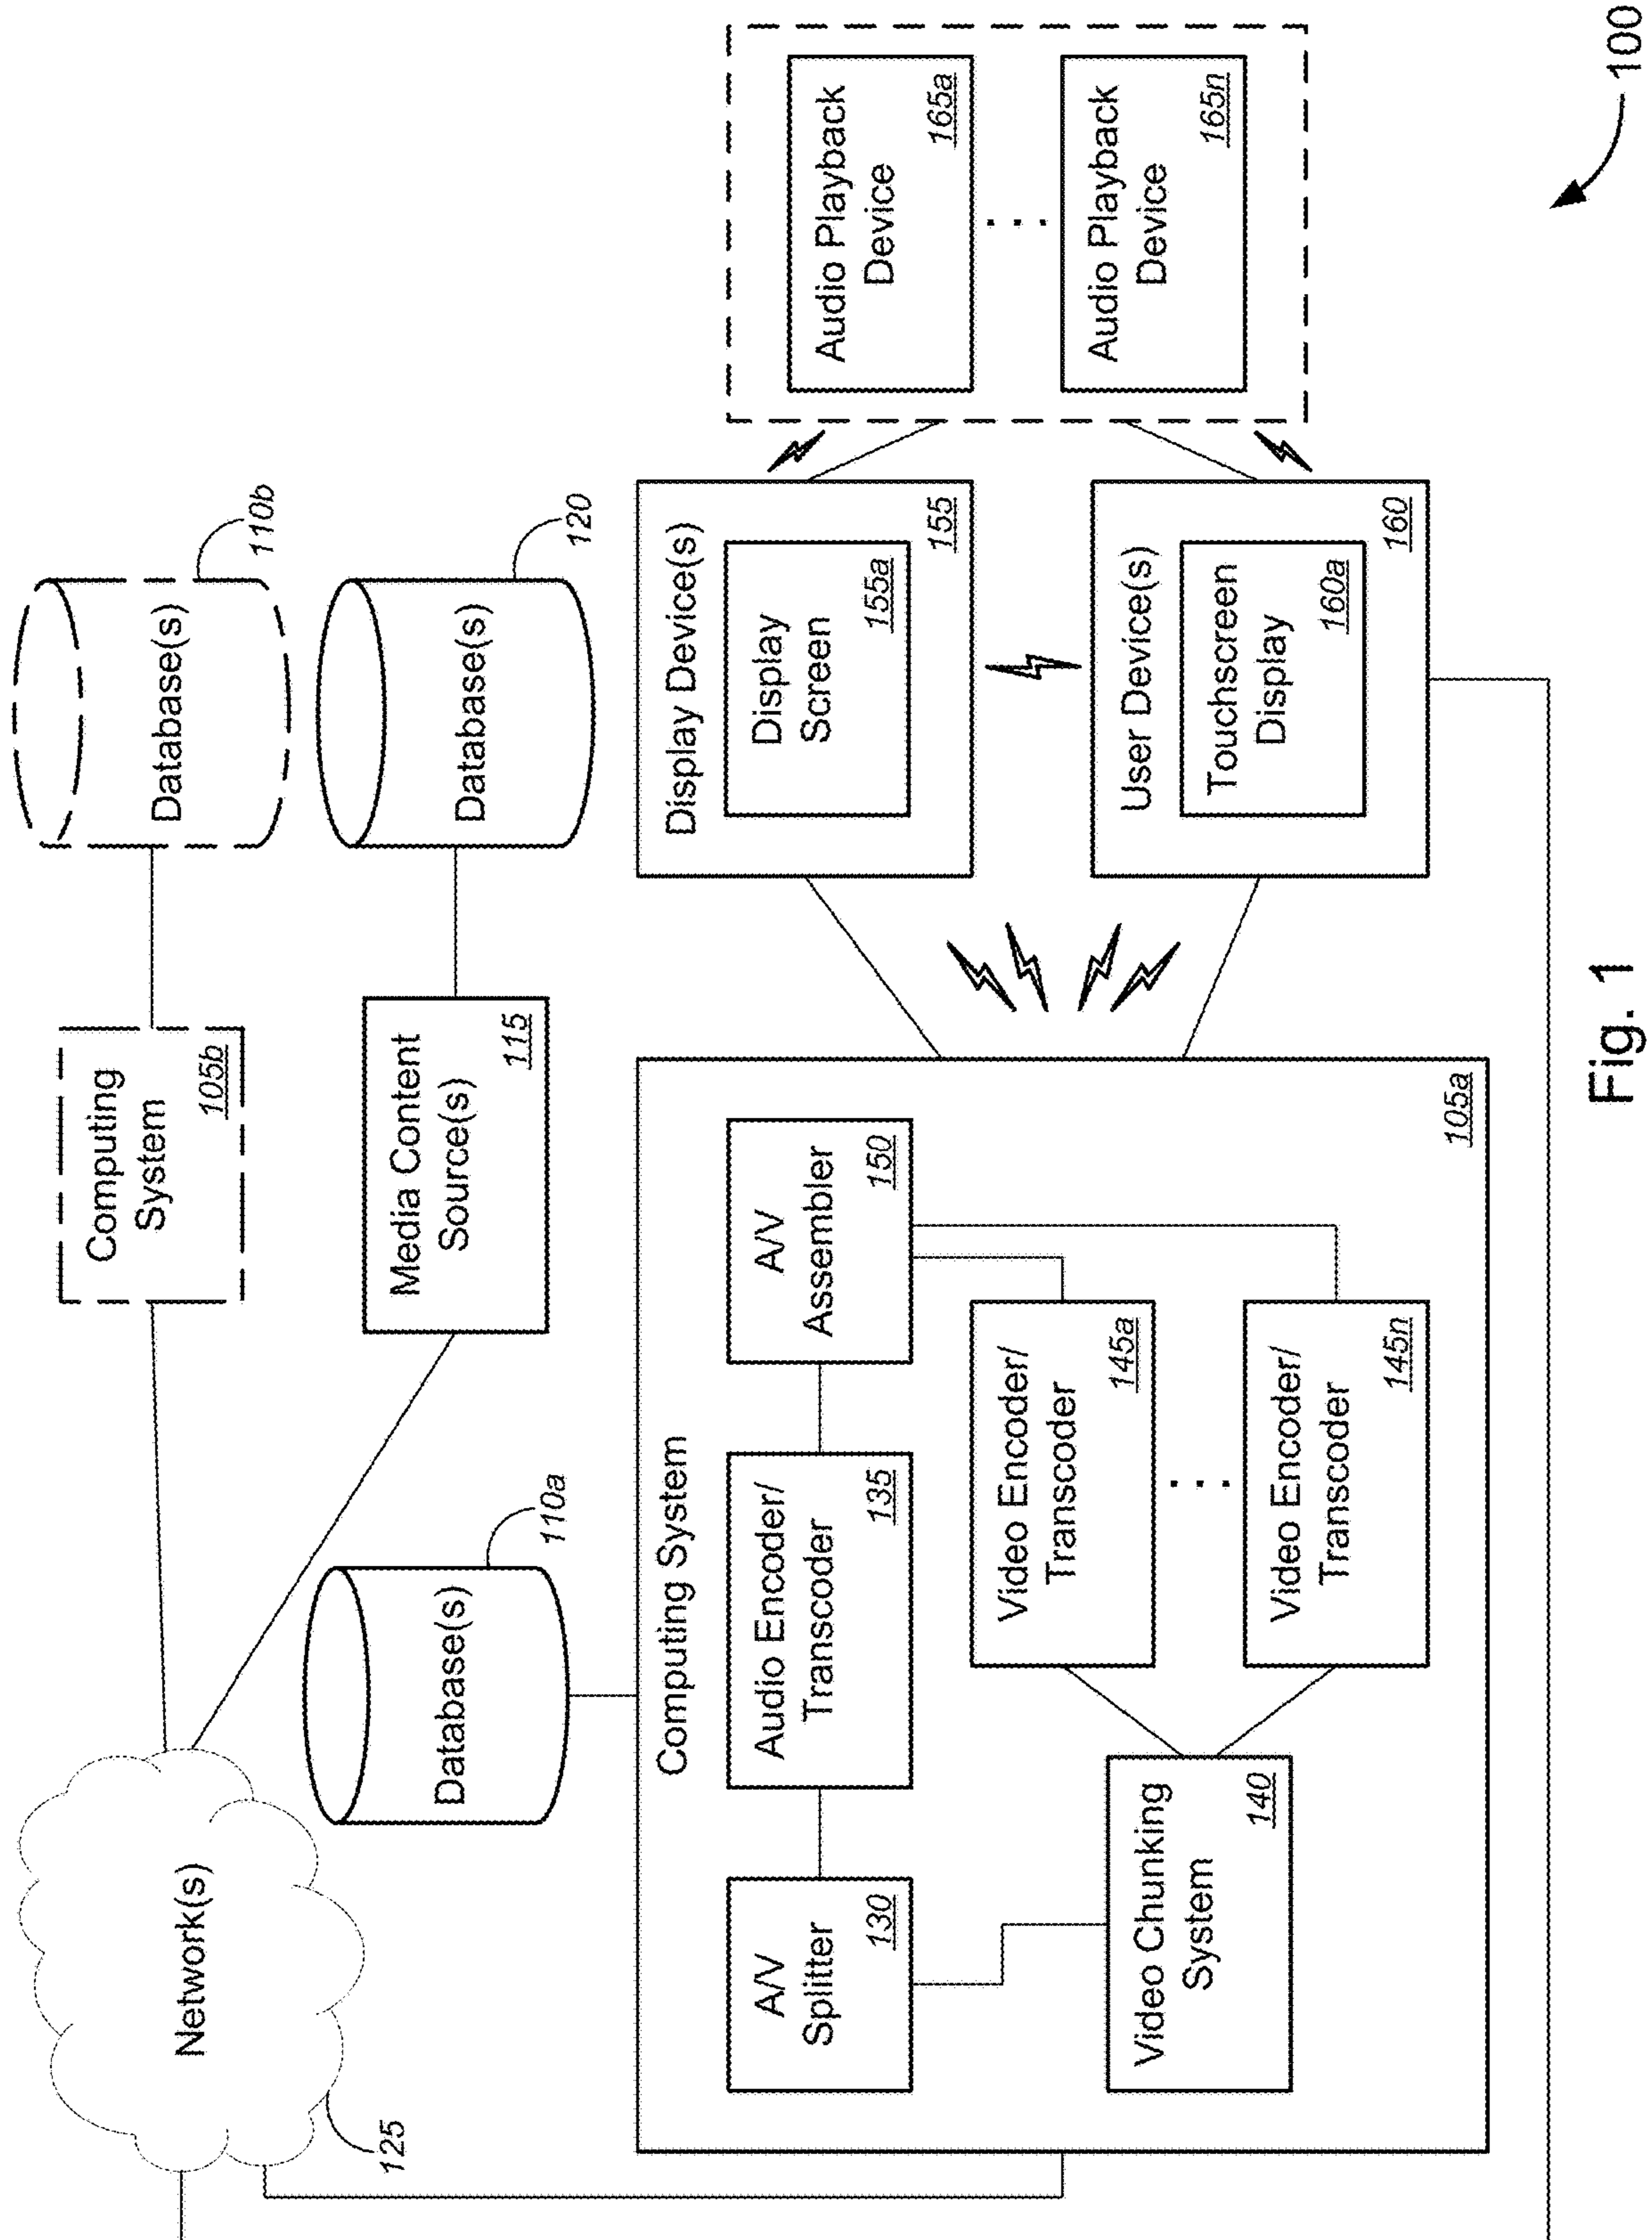 Network(s)
125
Computing
System
105b
Database(s)
110b
Media Content
Source(s)
115
Database(s)
120
Database(s)
110a
Computing System
105a
A/V
Splitter
130
Audio Encoder/
Transcoder
135
A/V
Assembler
150
Video Chunking
System
140
Video Encoder/
Transcoder
145a
. . .
Video Encoder/
Transcoder
145n
Display Device(s)
155
Display
Screen
155a
User Device(s)
160
Touchscreen
Display
160a
Audio Playback
Device
165a
. . .
Audio Playback
Device
165n
100
Fig. 1